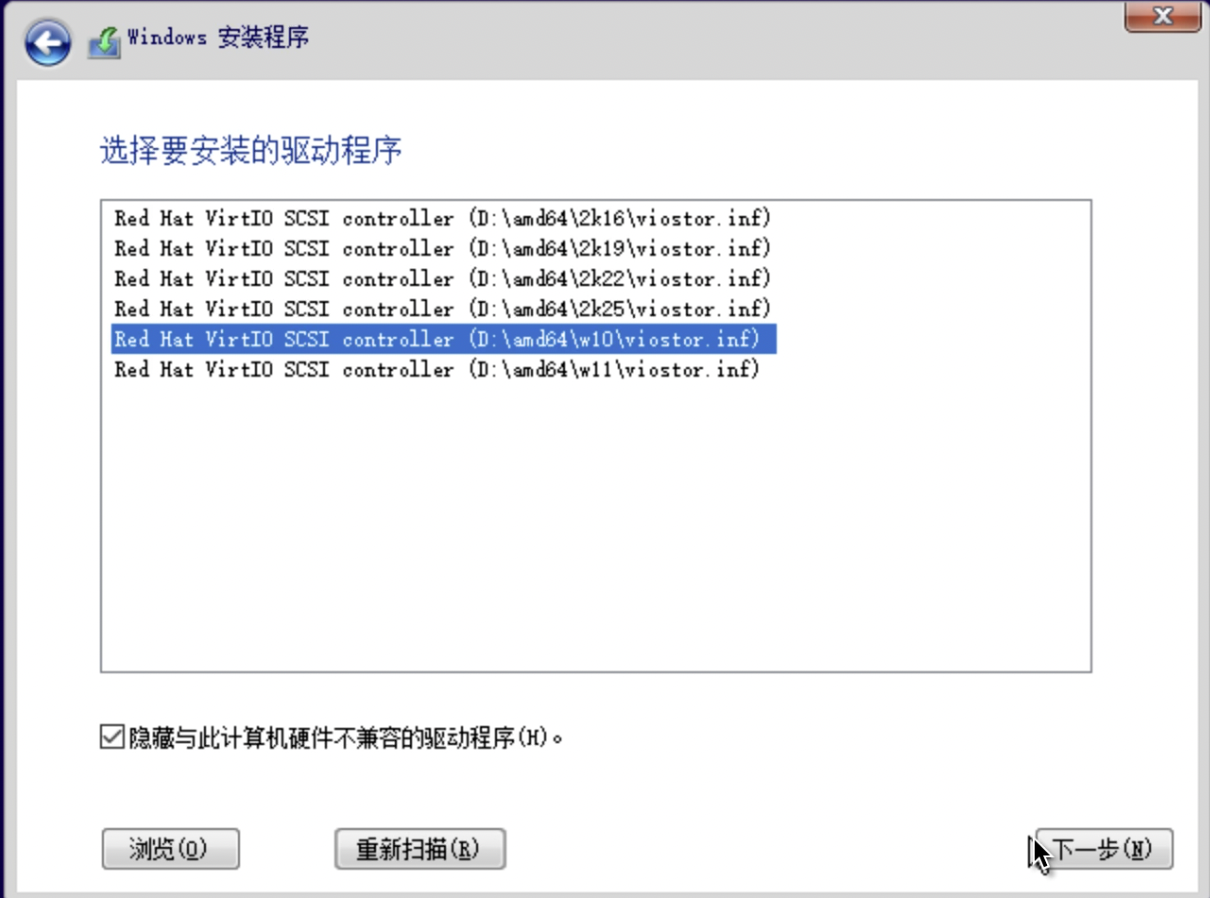 Windows 安装程序
选择要安装的驱动程序
Red Hat VirtIO SCSI controller (D:\amd64\2k16\viostor.inf)
Red Hat VirtIO SCSI controller (D:\amd64\2k19\viostor.inf)
Red Hat VirtIO SCSI controller (D:\amd64\2k22\viostor.inf)
Red Hat VirtIO SCSI controller (D:\amd64\2k25\viostor.inf)
Red Hat VirtIO SCSI controller (D:\amd64\w10\viostor.inf)
Red Hat VirtIO SCSI controller (D:\amd64\w11\viostor.inf)
隐藏与此计算机硬件不兼容的驱动程序(H)。
浏览(O) 重新扫描(R) 下一步(N)